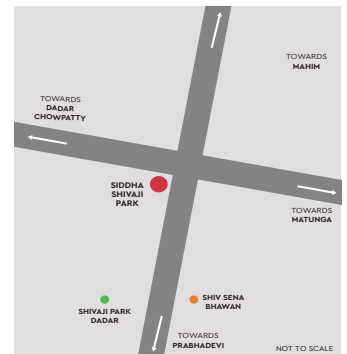 TOWARDS
MAHIM
TOWARDS
DADAR
CHOWPATTY
SIDDHA
SHIVAJI
PARK
TOWARDS
MATUNGA
SHIV SENA
BHAWAN
SHIVAJI PARK
DADAR
TOWARDS
PRABHADEVI
NOT TO SCALE